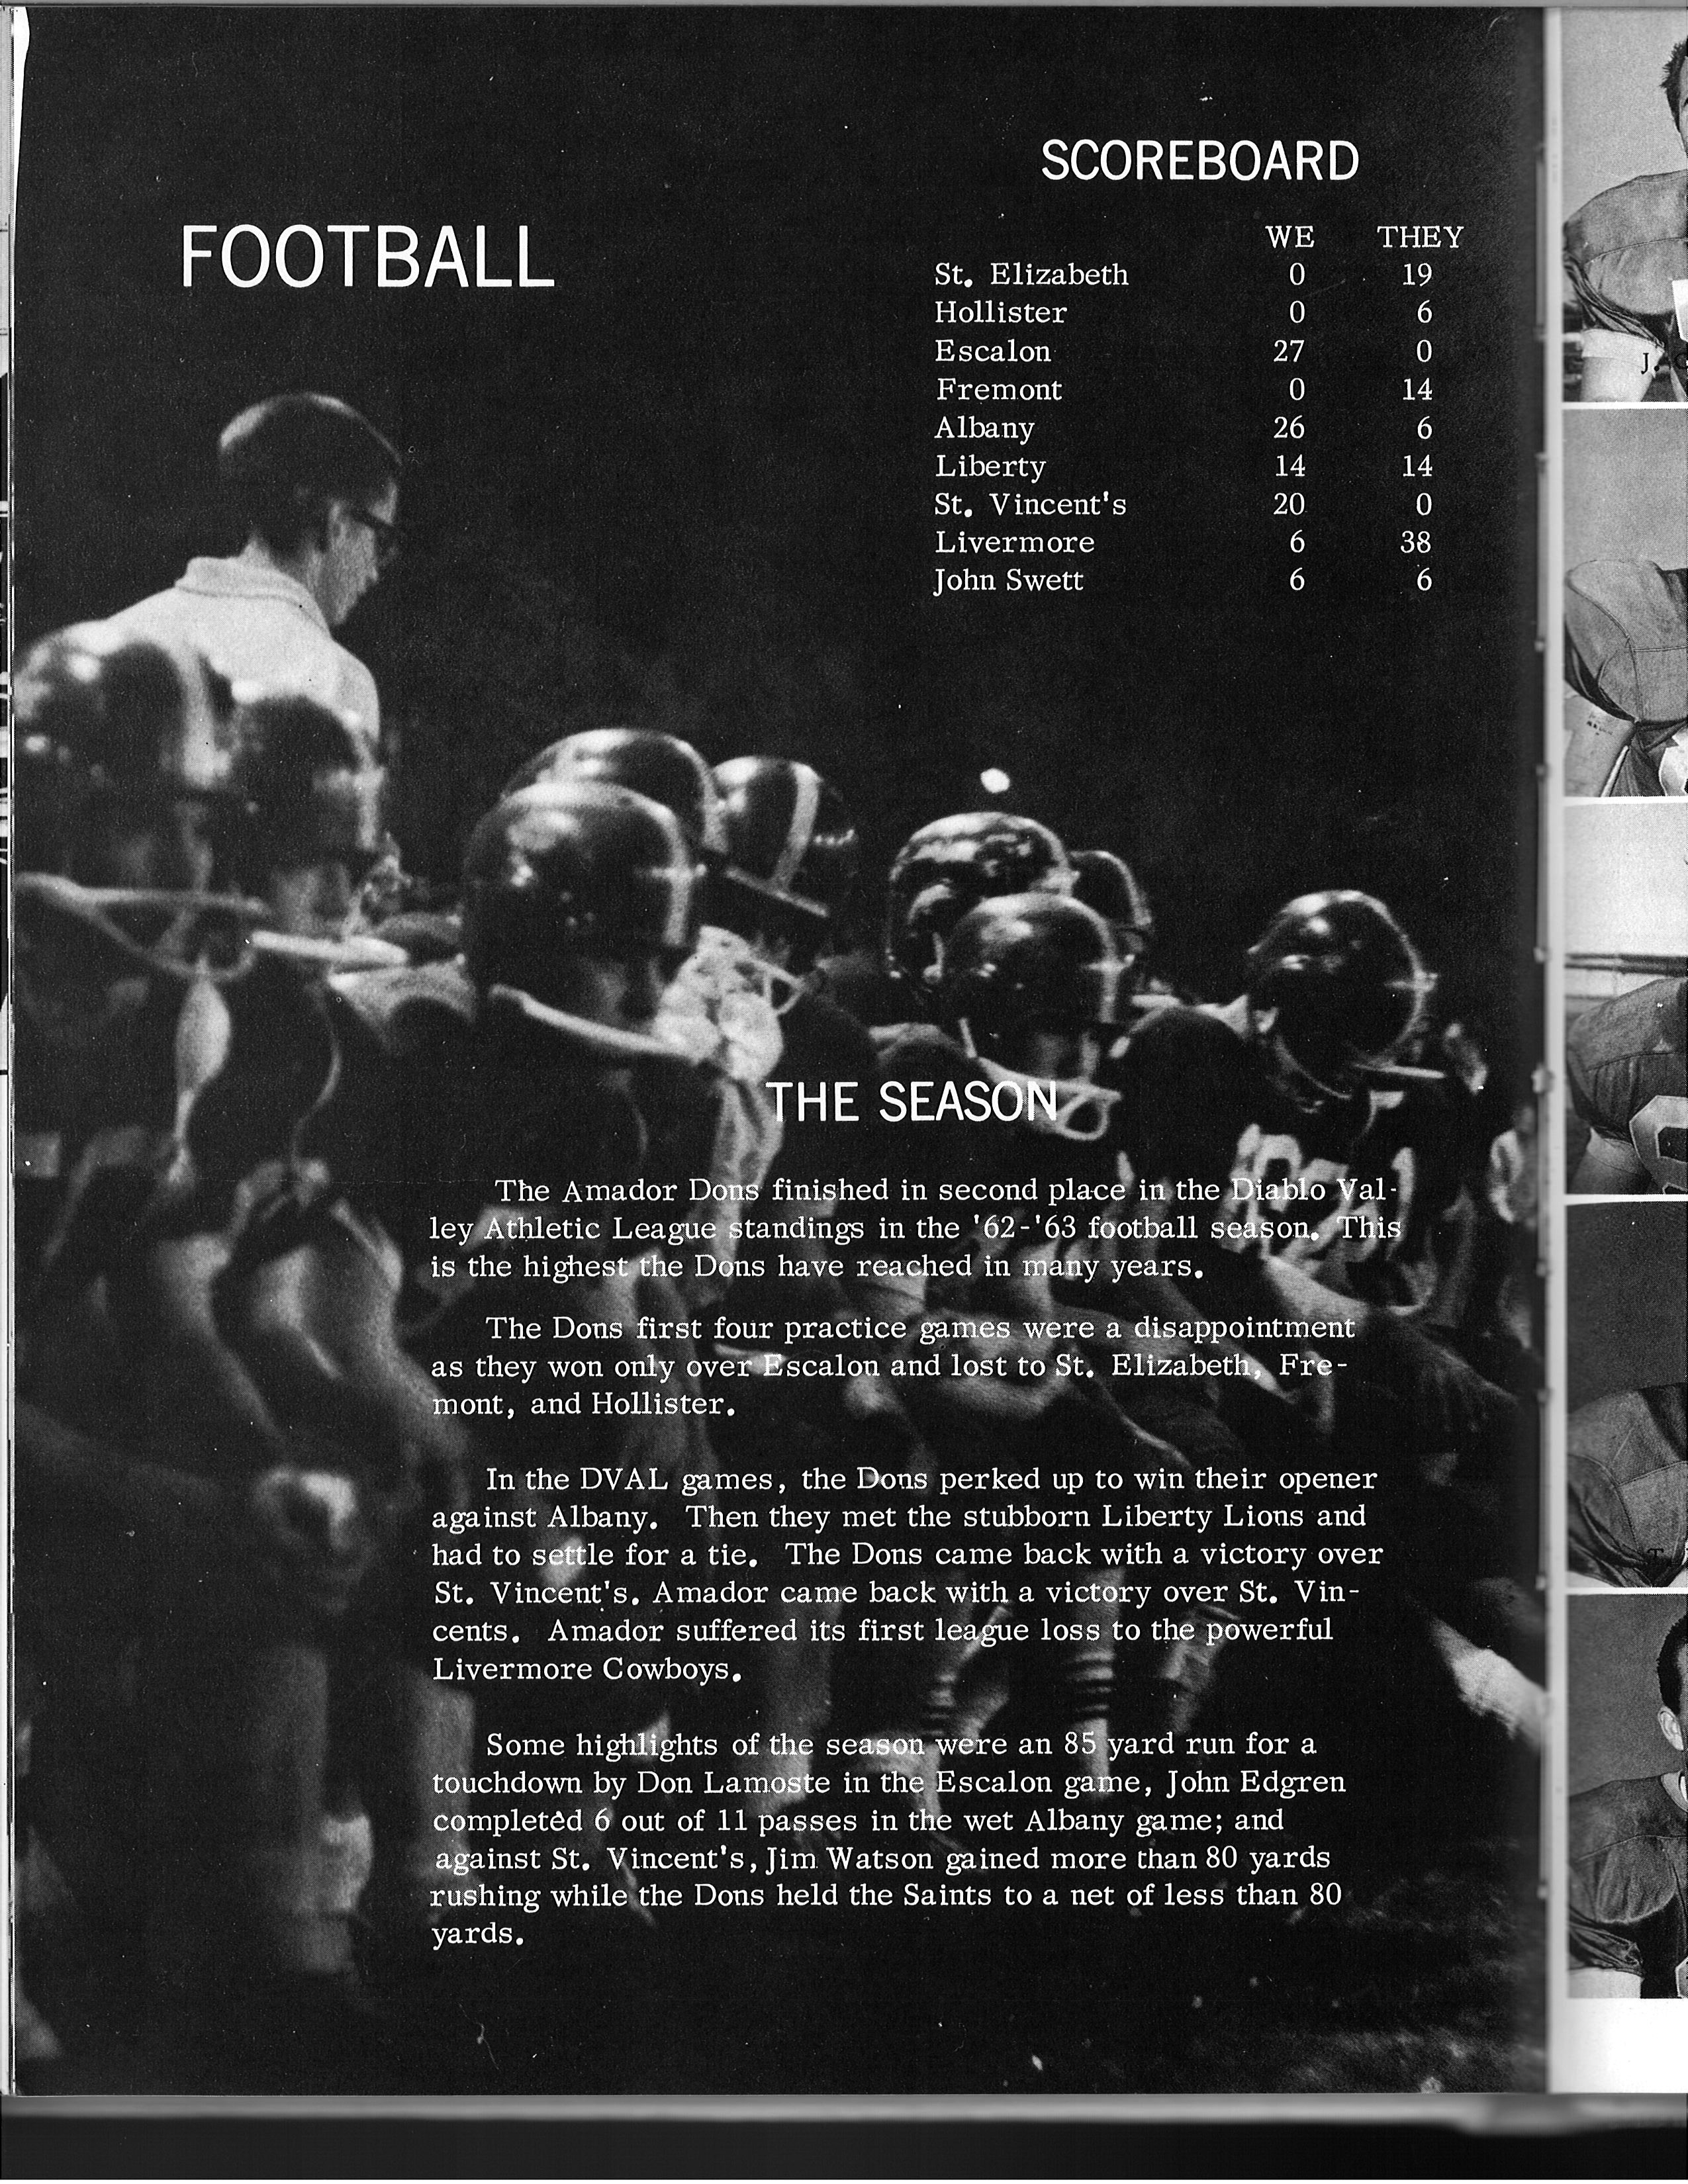 FOOTBALL
SCOREBOARD
WE THEY
St. Elizabeth 0 19
Hollister 0 6
Escalon 27 0
Fremont 0 14
Albany 26 6
Liberty 14 14
St. Vincent's 20 0
Livermore 6 38
John Swett 6 6
THE SEASON
The Amador Dons finished in second place in the Diablo Val-
ley Athletic League standings in the '62-'63 football season. This
is the highest the Dons have reached in many years.
The Dons first four practice games were a disappointment
as they won only over Escalon and lost to St. Elizabeth, Fre-
mont, and Hollister.
In the DVAL games, the Dons perked up to win their opener
against Albany. Then they met the stubborn Liberty Lions and
had to settle for a tie. The Dons came back with a victory over
St. Vincent's. Amador came back with a victory over St. Vin-
cents. Amador suffered its first league loss to the powerful
Livermore Cowboys.
Some highlights of the season were an 85 yard run for a
touchdown by Don Lamoste in the Escalon game, John Edgren
completed 6 out of 11 passes in the wet Albany game; and
against St. Vincent's, Jim Watson gained more than 80 yards
rushing while the Dons held the Saints to a net of less than 80
yards.